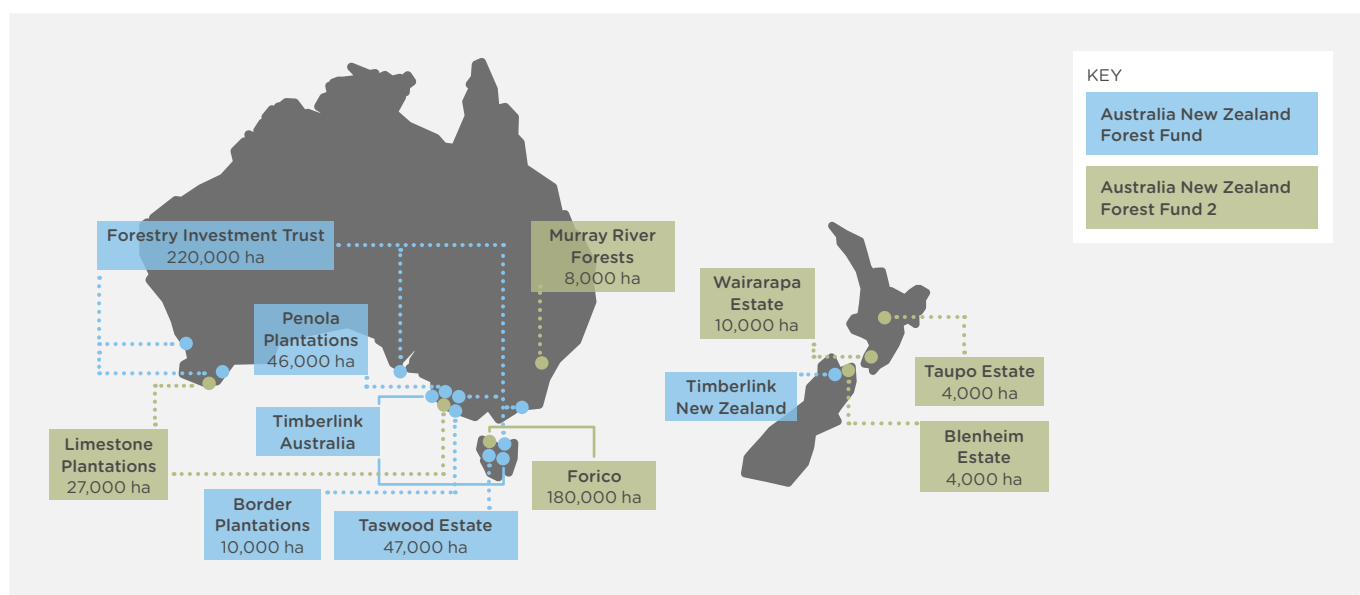 KEY
Australia New Zealand
Forest Fund
Australia New Zealand
Forest Fund 2
Forestry Investment Trust
220,000 ha
Murray River
Forests
8,000 ha
Penola
Plantations
46,000 ha
Timberlink
Australia
Limestone
Plantations
27,000 ha
Border
Plantations
10,000 ha
Taswood Estate
47,000 ha
Forico
180,000 ha
Wairarapa
Estate
10,000 ha
Timberlink
New Zealand
Taupo Estate
4,000 ha
Blenheim
Estate
4,000 ha